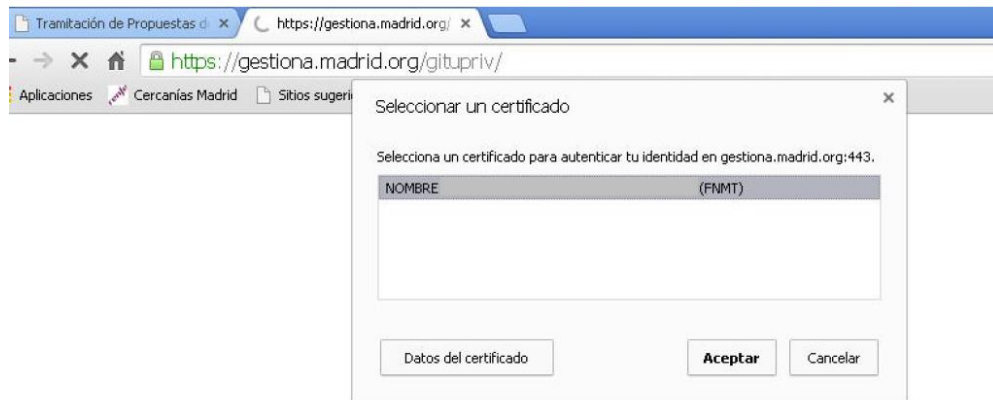 Tramitación de Propuestas d
https://gestiona.madrid.org/
https://gestiona.madrid.org/gitupriv/
Aplicaciones Cercanías Madrid Sitios sugeri
Seleccionar un certificado
Selecciona un certificado para autenticar tu identidad en gestiona.madrid.org:443.
NOMBRE (FNMT)
Datos del certificado Aceptar Cancelar